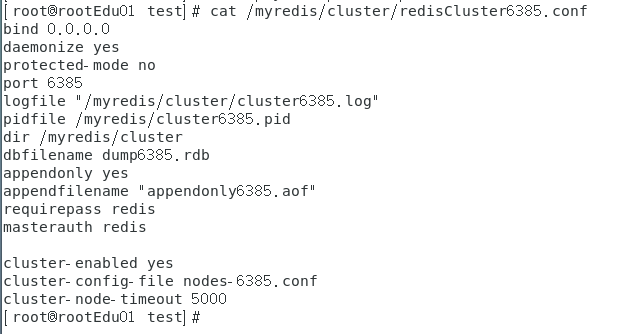 [root@rootEdu01 test]# cat /myredis/cluster/redisCluster6385.conf
bind 0.0.0.0
daemonize yes
protected-mode no
port 6385
logfile "/myredis/cluster/cluster6385.log"
pidfile /myredis/cluster6385.pid
dir /myredis/cluster
dbfilename dump6385.rdb
appendonly yes
appendfilename "appendonly6385.aof"
requirepass redis
masterauth redis
cluster-enabled yes
cluster-config-file nodes-6385.conf
cluster-node-timeout 5000
[root@rootEdu01 test]#